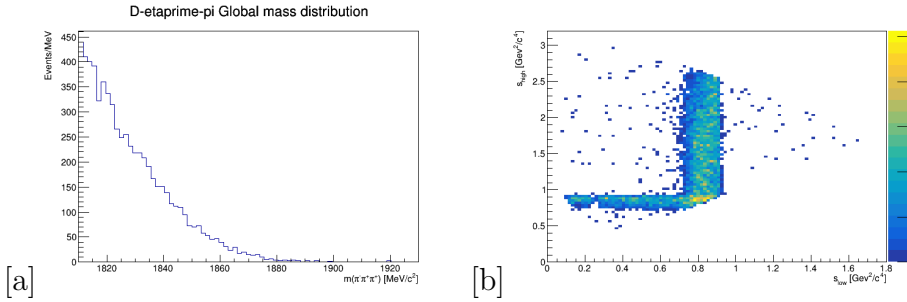 D-etaprime-pi Global mass distribution
Events/MeV
450
400
350
300
250
200
150
100
50
0
1820 1840 1860 1880 1900 1920
m(π⁻π⁺π⁺) [MeV/c²]
[a]
s_high [Gev²/c⁴]
3
2.5
2
1.5
1
0.5
0
0 0.2 0.4 0.6 0.8 1 1.2 1.4 1.6 1.8
s_low [Gev²/c⁴]
[b]